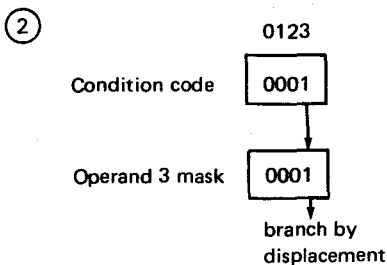 2
0123
Condition code 0001
Operand 3 mask 0001
branch by
displacement